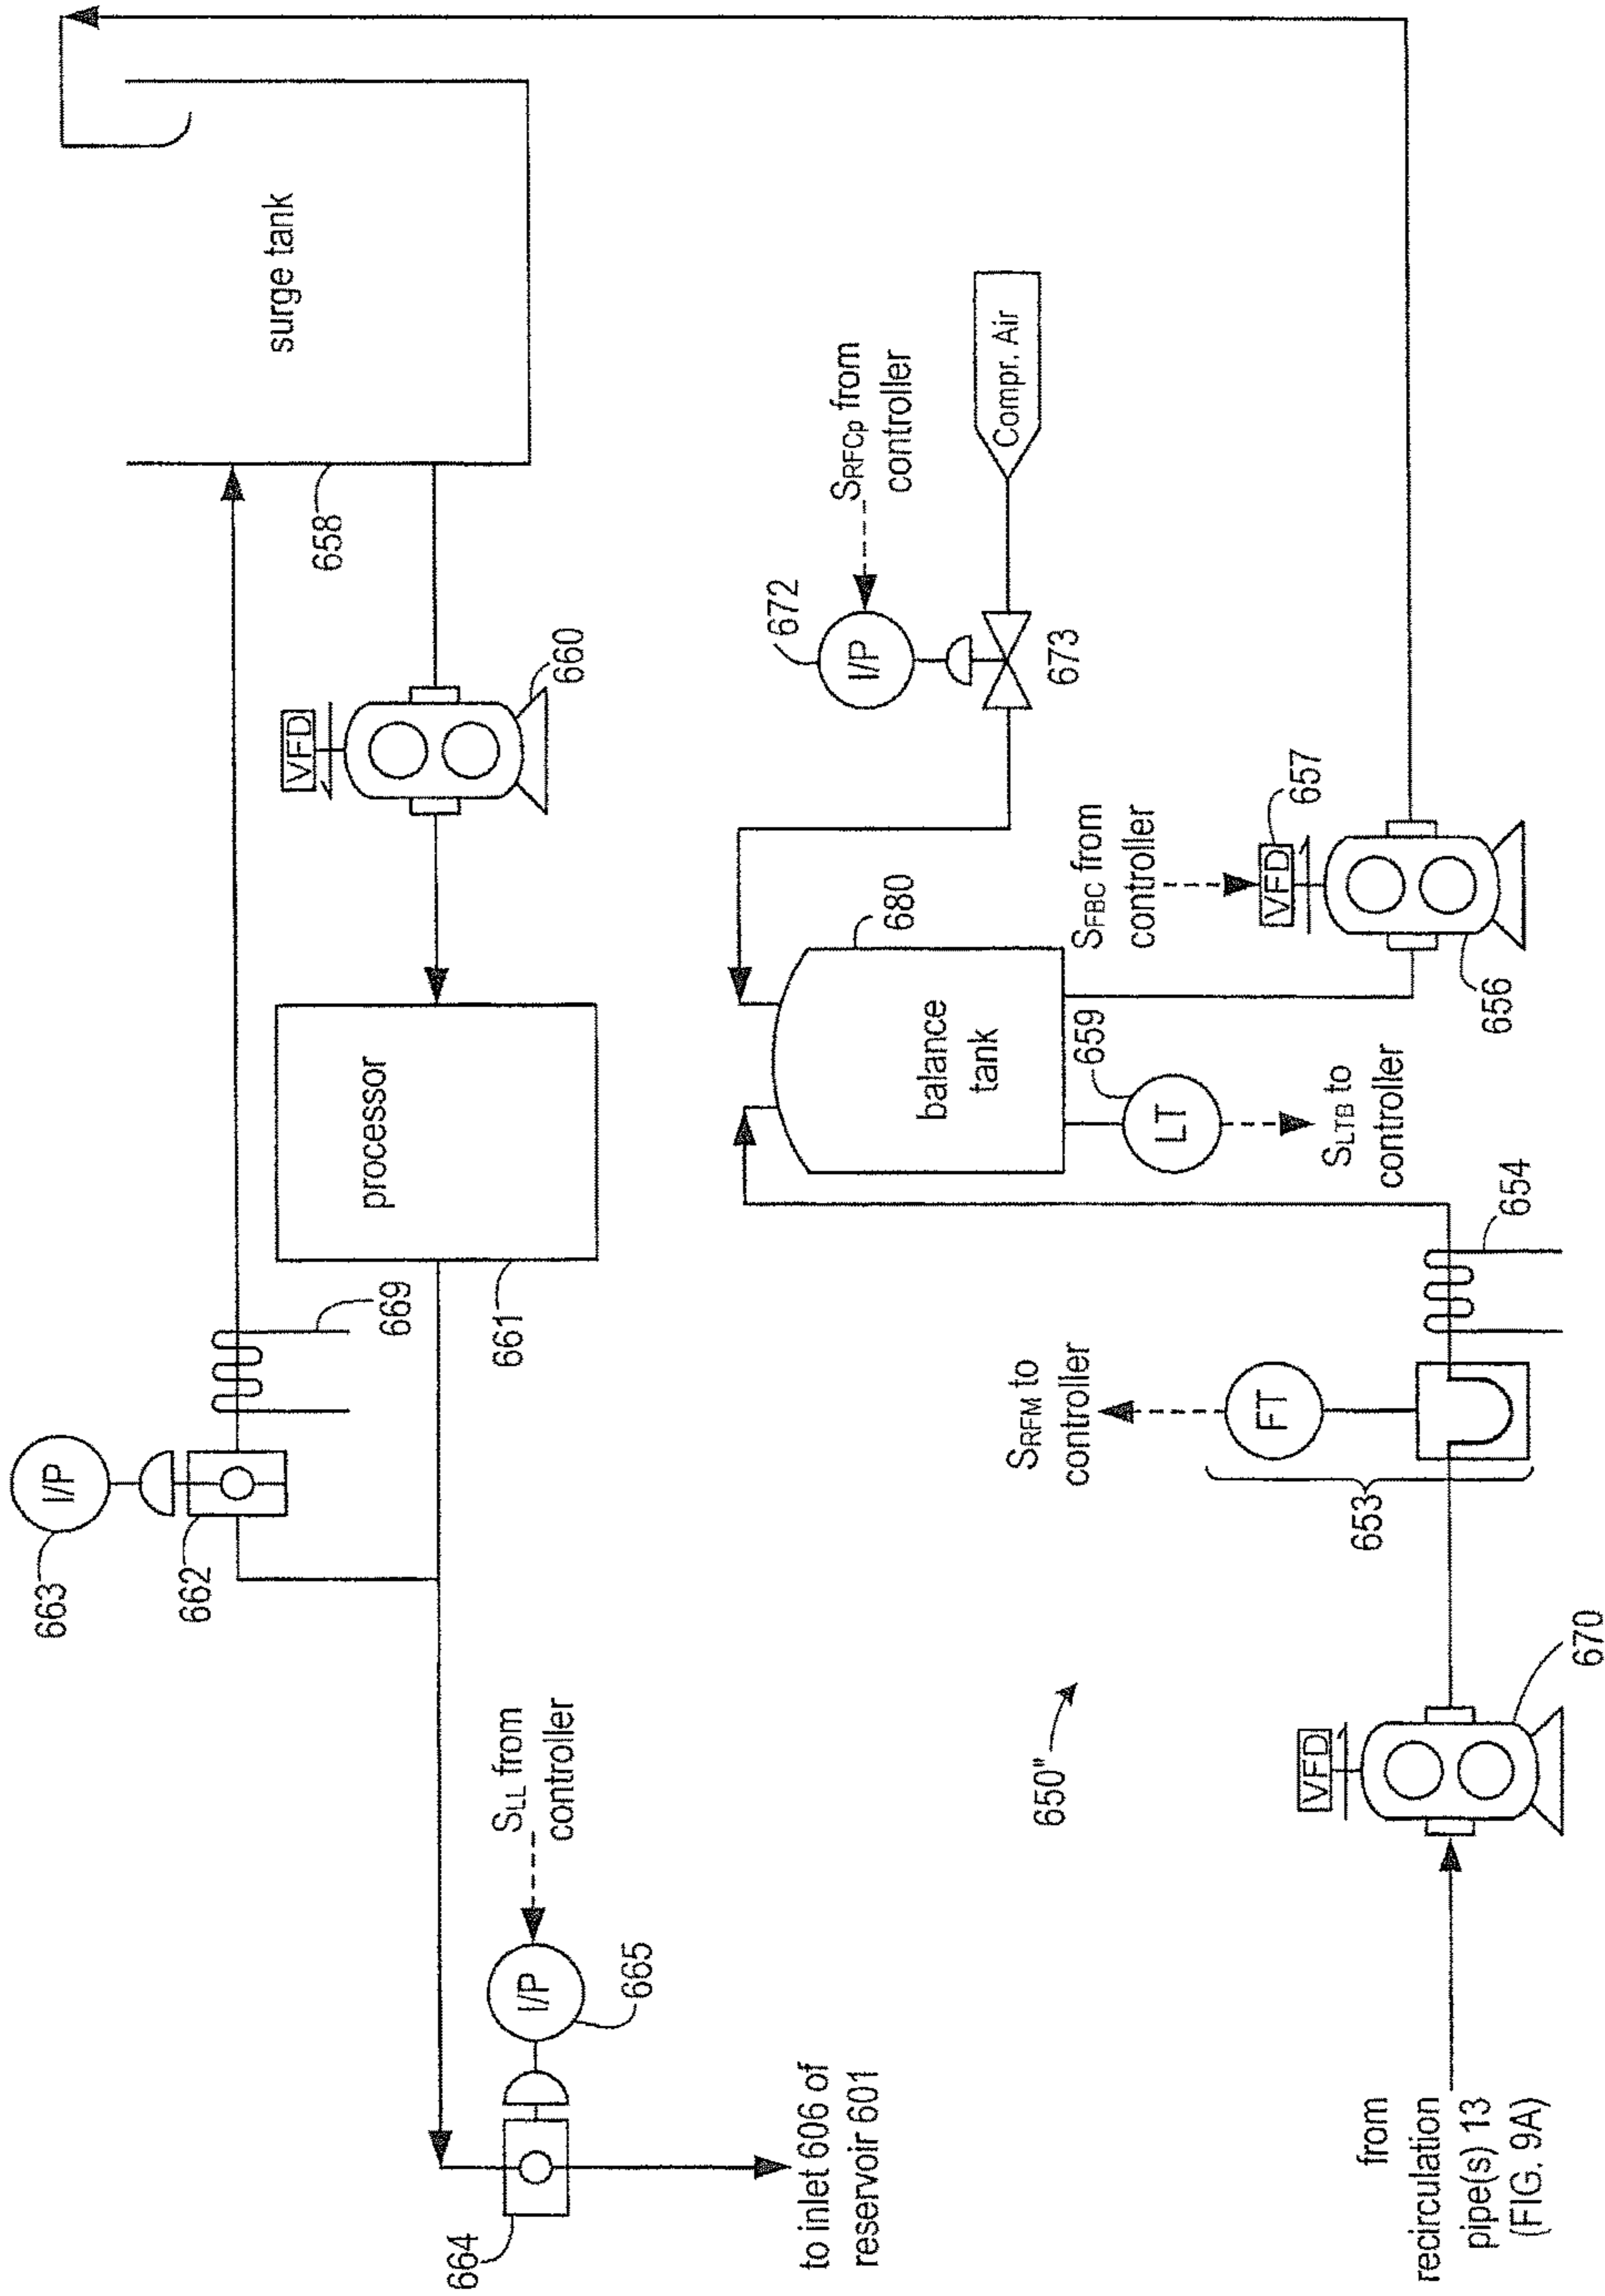 surge tank
658
VFD
660
processor
661
669
I/P
663
662
SLL from
controller
I/P
665
664
to inlet 606 of
reservoir 601
SRFCp from
controller
672
I/P
673
Compr. Air
680
balance
tank
659
LT
SLTB to
controller
SFBC from
controller
657
VFD
656
654
SRFM to
controller
FT
653
650"
VFD
670
from
recirculation
pipe(s) 13
(FIG. 9A)